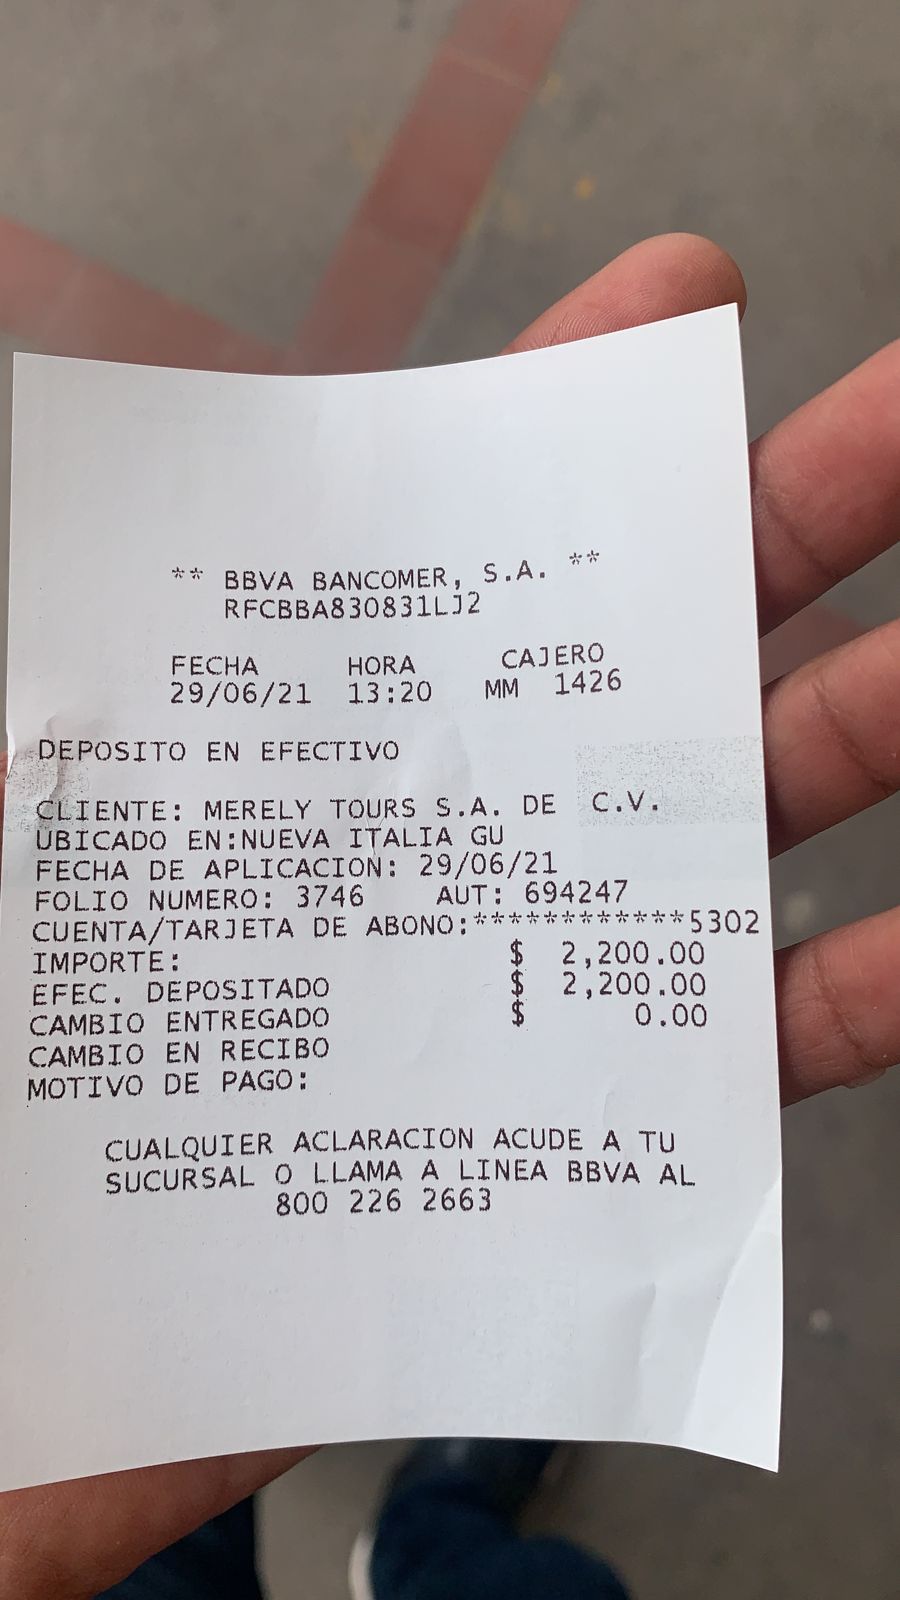 ** BBVA BANCOMER, S.A. **
RFCBBA830831LJ2
FECHA HORA CAJERO
29/06/21 13:20 MM 1426
DEPOSITO EN EFECTIVO
CLIENTE: MERELY TOURS S.A. DE C.V.
UBICADO EN:NUEVA ITALIA GU
FECHA DE APLICACION: 29/06/21
FOLIO NUMERO: 3746 AUT: 694247
CUENTA/TARJETA DE ABONO:************5302
IMPORTE: $ 2,200.00
EFEC. DEPOSITADO $ 2,200.00
CAMBIO ENTREGADO $ 0.00
CAMBIO EN RECIBO
MOTIVO DE PAGO:
CUALQUIER ACLARACION ACUDE A TU
SUCURSAL O LLAMA A LINEA BBVA AL
800 226 2663